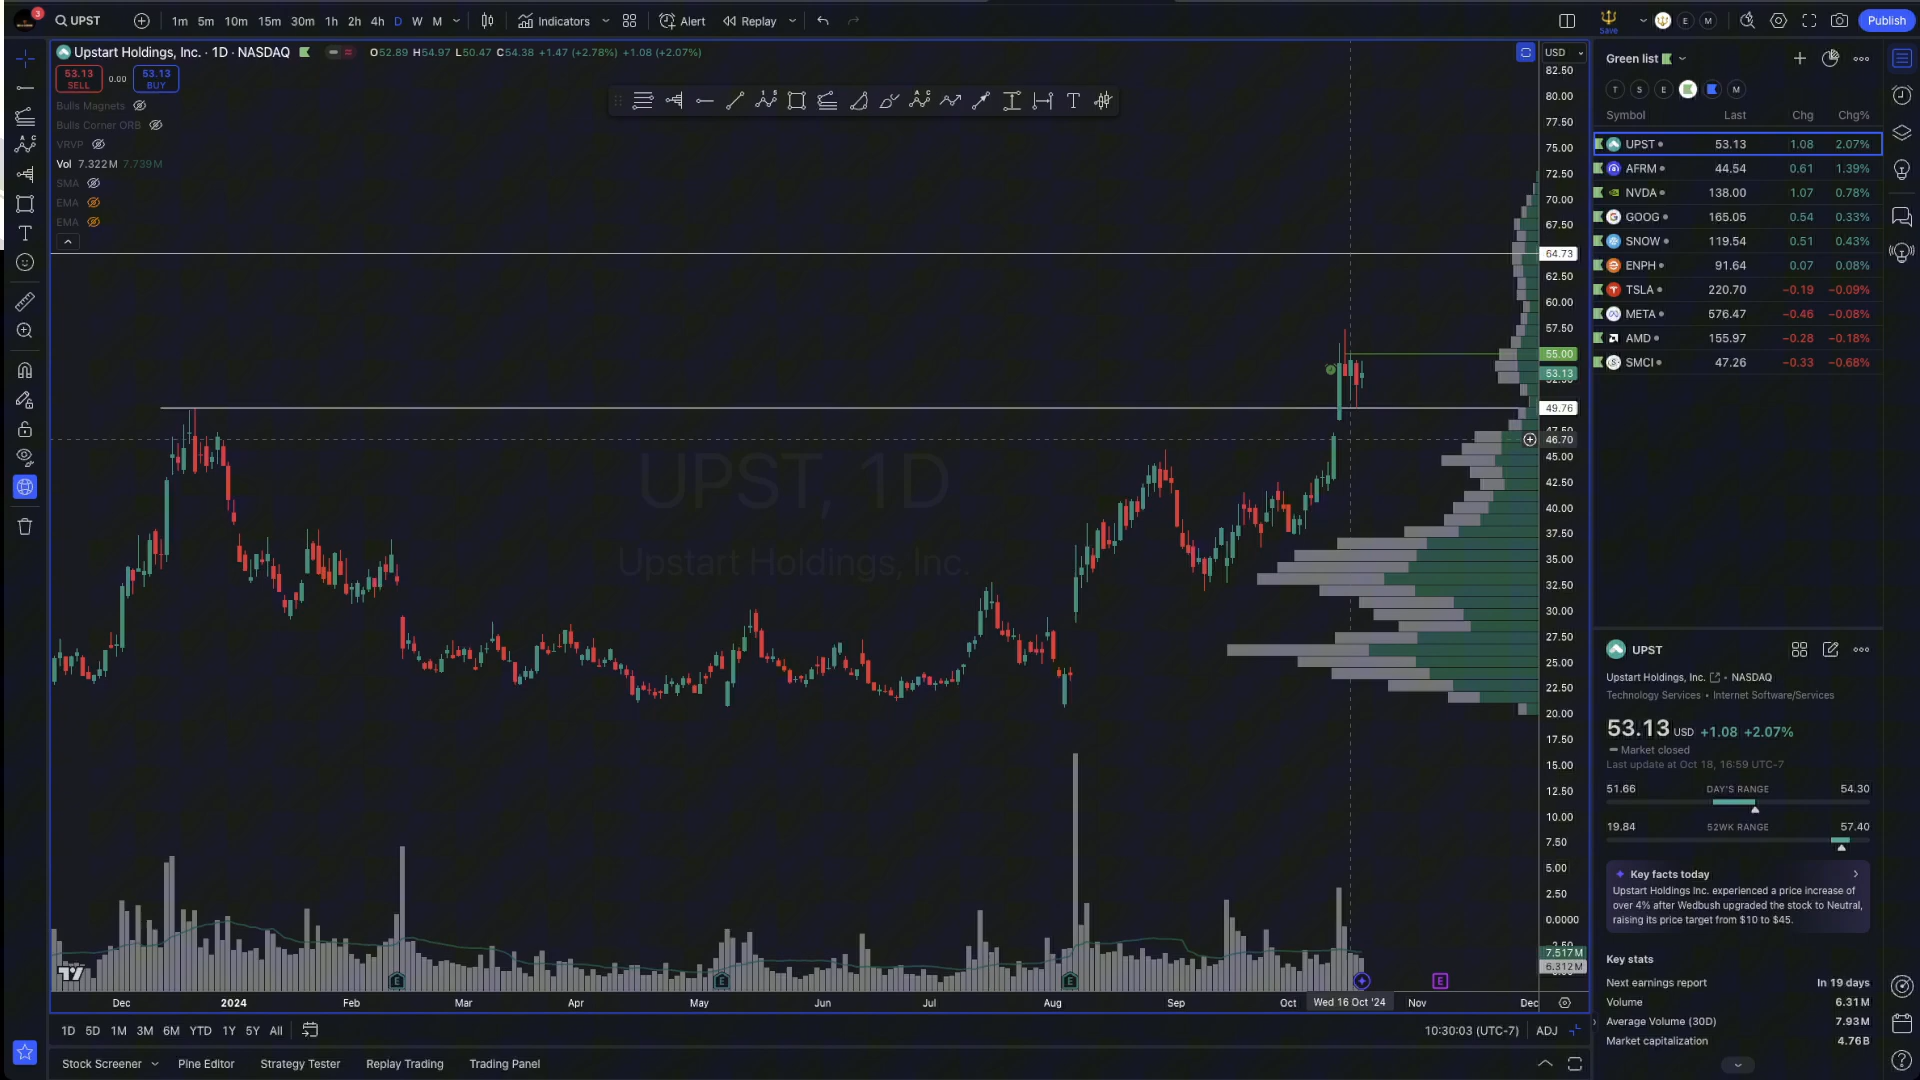 3
UPST
1m 5m 10m 15m 30m 1h 2h 4h D W M
Indicators
Alert
Replay
Save
E M
Publish
Upstart Holdings, Inc. · 1D · NASDAQ
O52.89 H54.97 L50.47 C54.38 +1.47 (+2.78%) +1.08 (+2.07%)
53.13 SELL
0.00
53.13 BUY
Bulls Magnets
Bulls Corner ORB
VRVP
Vol 7.322M 7.739M
SMA
EMA
EMA
UPST, 1D
Upstart Holdings, Inc.
USD
82.50
80.00
77.50
75.00
72.50
70.00
67.50
64.73
62.50
60.00
57.50
55.00
53.13
49.76
47.50
46.70
45.00
42.50
40.00
37.50
35.00
32.50
30.00
27.50
25.00
22.50
20.00
17.50
15.00
12.50
10.00
7.50
5.00
2.50
0.0000
7.517M
6.312M
E E E E
Dec 2024 Feb Mar Apr May Jun Jul Aug Sep Oct Wed 16 Oct '24 Nov Dec
1D 5D 1M 3M 6M YTD 1Y 5Y All
10:30:03 (UTC-7) ADJ
Stock Screener Pine Editor Strategy Tester Replay Trading Trading Panel
Green list
T S E M
Symbol Last Chg Chg%
UPST 53.13 1.08 2.07%
AFRM 44.54 0.61 1.39%
NVDA 138.00 1.07 0.78%
GOOG 165.05 0.54 0.33%
SNOW 119.54 0.51 0.43%
ENPH 91.64 0.07 0.08%
TSLA 220.70 −0.19 −0.09%
META 576.47 −0.46 −0.08%
AMD 155.97 −0.28 −0.18%
SMCI 47.26 −0.33 −0.68%
UPST
Upstart Holdings, Inc. • NASDAQ
Technology Services • Internet Software/Services
53.13 USD +1.08 +2.07%
Market closed
Last update at Oct 18, 16:59 UTC-7
51.66 DAY'S RANGE 54.30
19.84 52WK RANGE 57.40
Key facts today
Upstart Holdings Inc. experienced a price increase of
over 4% after Wedbush upgraded the stock to Neutral,
raising its price target from $10 to $45.
Key stats
Next earnings report In 19 days
Volume 6.31M
Average Volume (30D) 7.93M
Market capitalization 4.76B